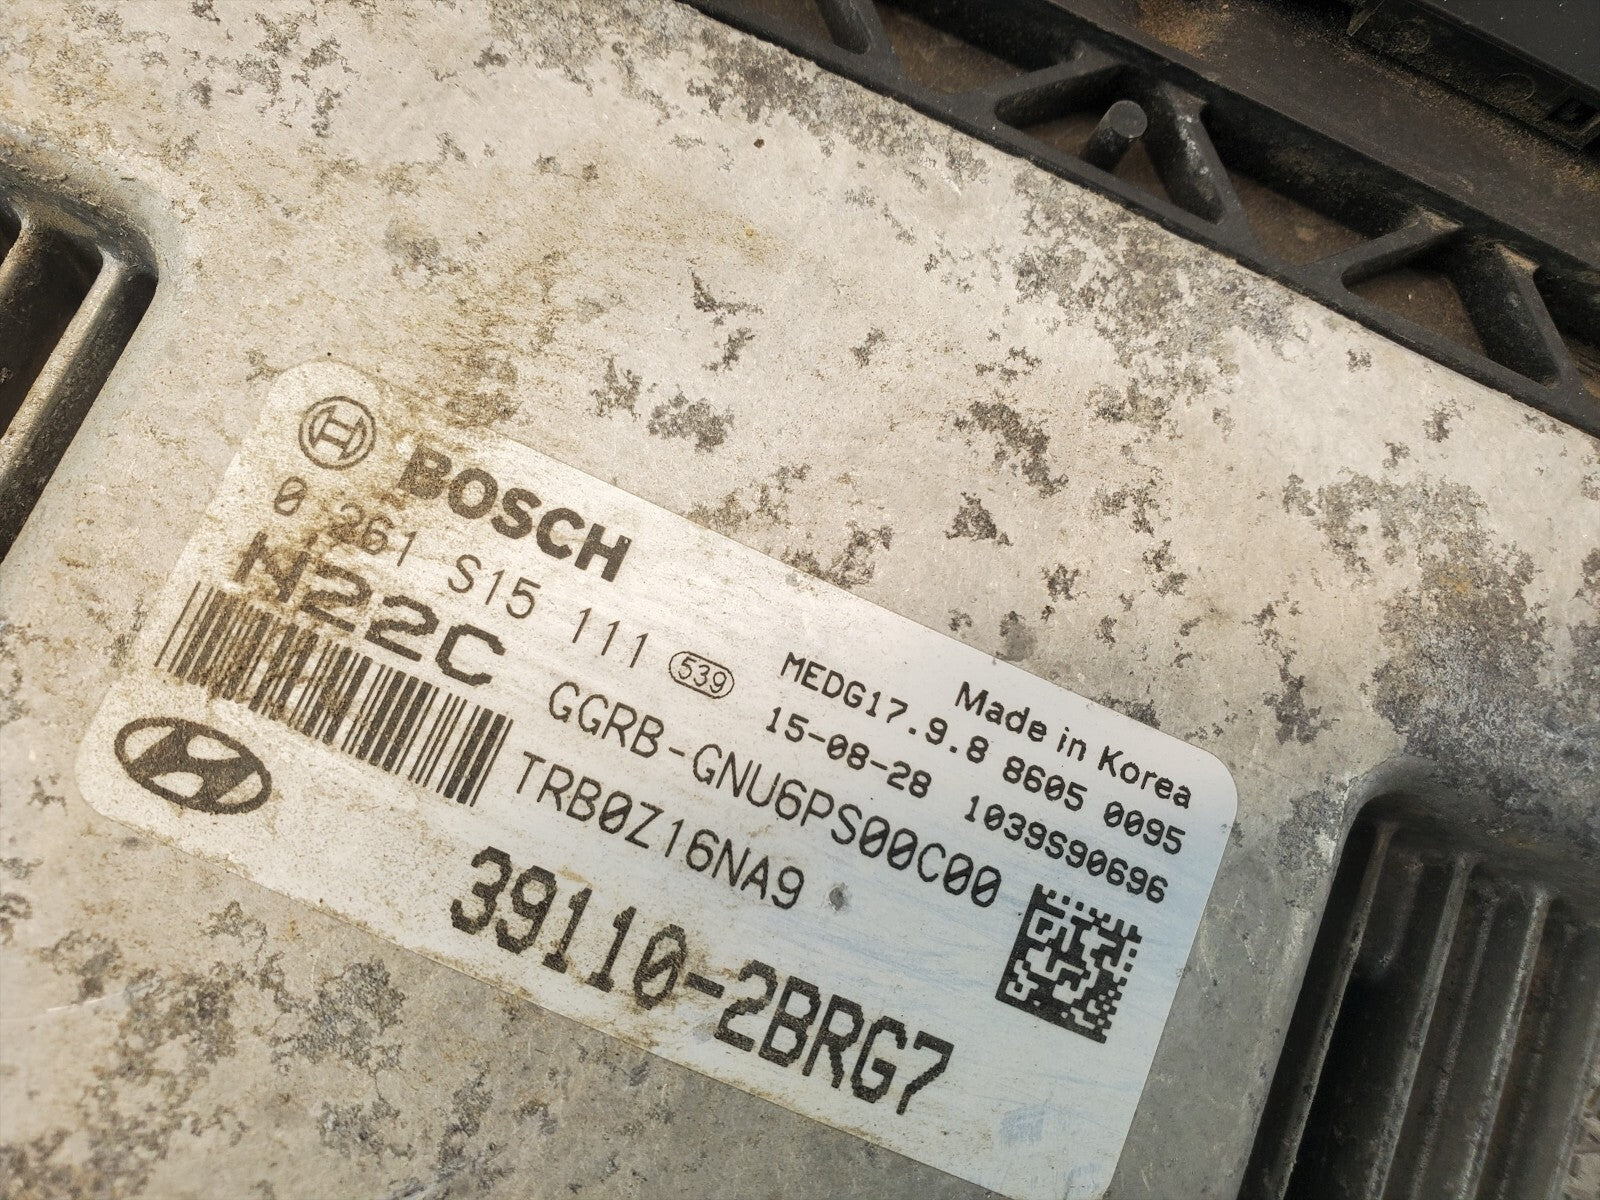 BOSCH
0 261 S15 111 539
N22C
Made in Korea
MEDG17.9.8 8605 0095
15-08-28 1039S90696
GGRB-GNU6PS00C00
TRB0Z16NA9
39110-2BRG7